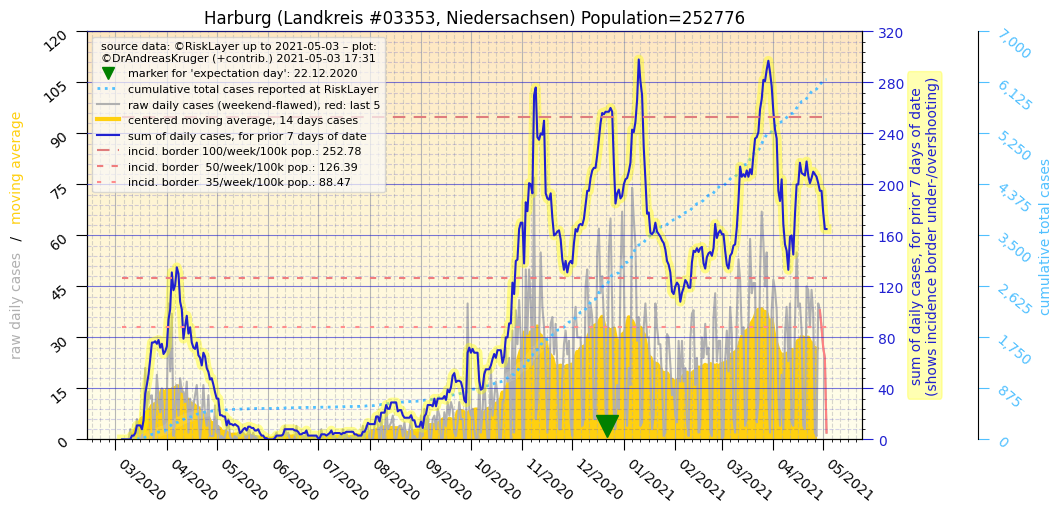 Harburg (Landkreis #03353, Niedersachsen) Population=252776
source data: ©RiskLayer up to 2021-05-03 – plot:
©DrAndreasKruger (+contrib.) 2021-05-03 17:31
marker for 'expectation day': 22.12.2020
cumulative total cases reported at RiskLayer
raw daily cases (weekend-flawed), red: last 5
centered moving average, 14 days cases
sum of daily cases, for prior 7 days of date
incid. border 100/week/100k pop.: 252.78
incid. border  50/week/100k pop.: 126.39
incid. border  35/week/100k pop.: 88.47
raw daily cases / moving average
120
105
90
75
60
45
30
15
0
03/2020
04/2020
05/2020
06/2020
07/2020
08/2020
09/2020
10/2020
11/2020
12/2020
01/2021
02/2021
03/2021
04/2021
05/2021
320
280
240
200
160
120
80
40
0
sum of daily cases, for prior 7 days of date
(shows incidence border under-/overshooting)
7,000
6,125
5,250
4,375
3,500
2,625
1,750
875
0
cumulative total cases